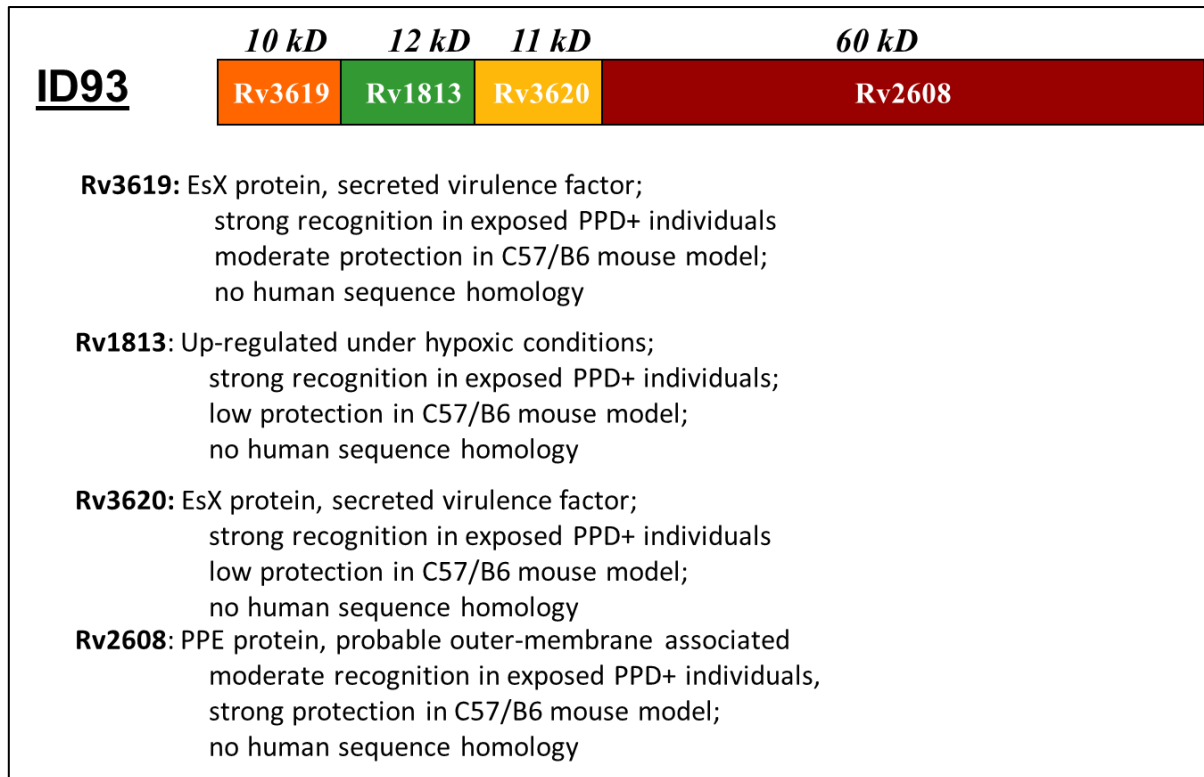 10 kD 12 kD 11 kD 60 kD
ID93 Rv3619 Rv1813 Rv3620 Rv2608
Rv3619: EsX protein, secreted virulence factor;
strong recognition in exposed PPD+ individuals
moderate protection in C57/B6 mouse model;
no human sequence homology
Rv1813: Up-regulated under hypoxic conditions;
strong recognition in exposed PPD+ individuals;
low protection in C57/B6 mouse model;
no human sequence homology
Rv3620: EsX protein, secreted virulence factor;
strong recognition in exposed PPD+ individuals
low protection in C57/B6 mouse model;
no human sequence homology
Rv2608: PPE protein, probable outer-membrane associated
moderate recognition in exposed PPD+ individuals,
strong protection in C57/B6 mouse model;
no human sequence homology